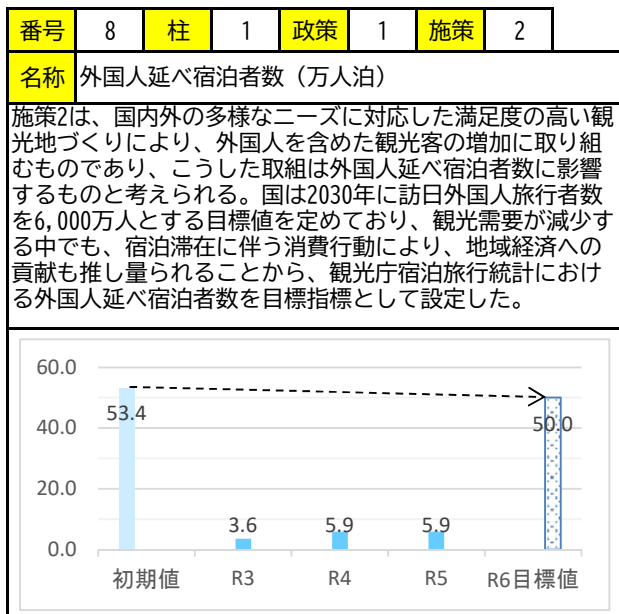 番号 8 柱 1 政策 1 施策 2
名称 外国人延べ宿泊者数（万人泊）
施策2は、国内外の多様なニーズに対応した満足度の高い観
光地づくりにより、外国人を含めた観光客の増加に取り組
むものであり、こうした取組は外国人延べ宿泊者数に影響
するものと考えられる。国は2030年に訪日外国人旅行者数
を6,000万人とする目標値を定めており、観光需要が減少す
る中でも、宿泊滞在に伴う消費行動により、地域経済への
貢献も推し量られることから、観光庁宿泊旅行統計におけ
る外国人延べ宿泊者数を目標指標として設定した。
60.0
53.4
50.0
40.0
20.0
3.6 5.9 5.9
0.0
初期値 R3 R4 R5 R6目標値